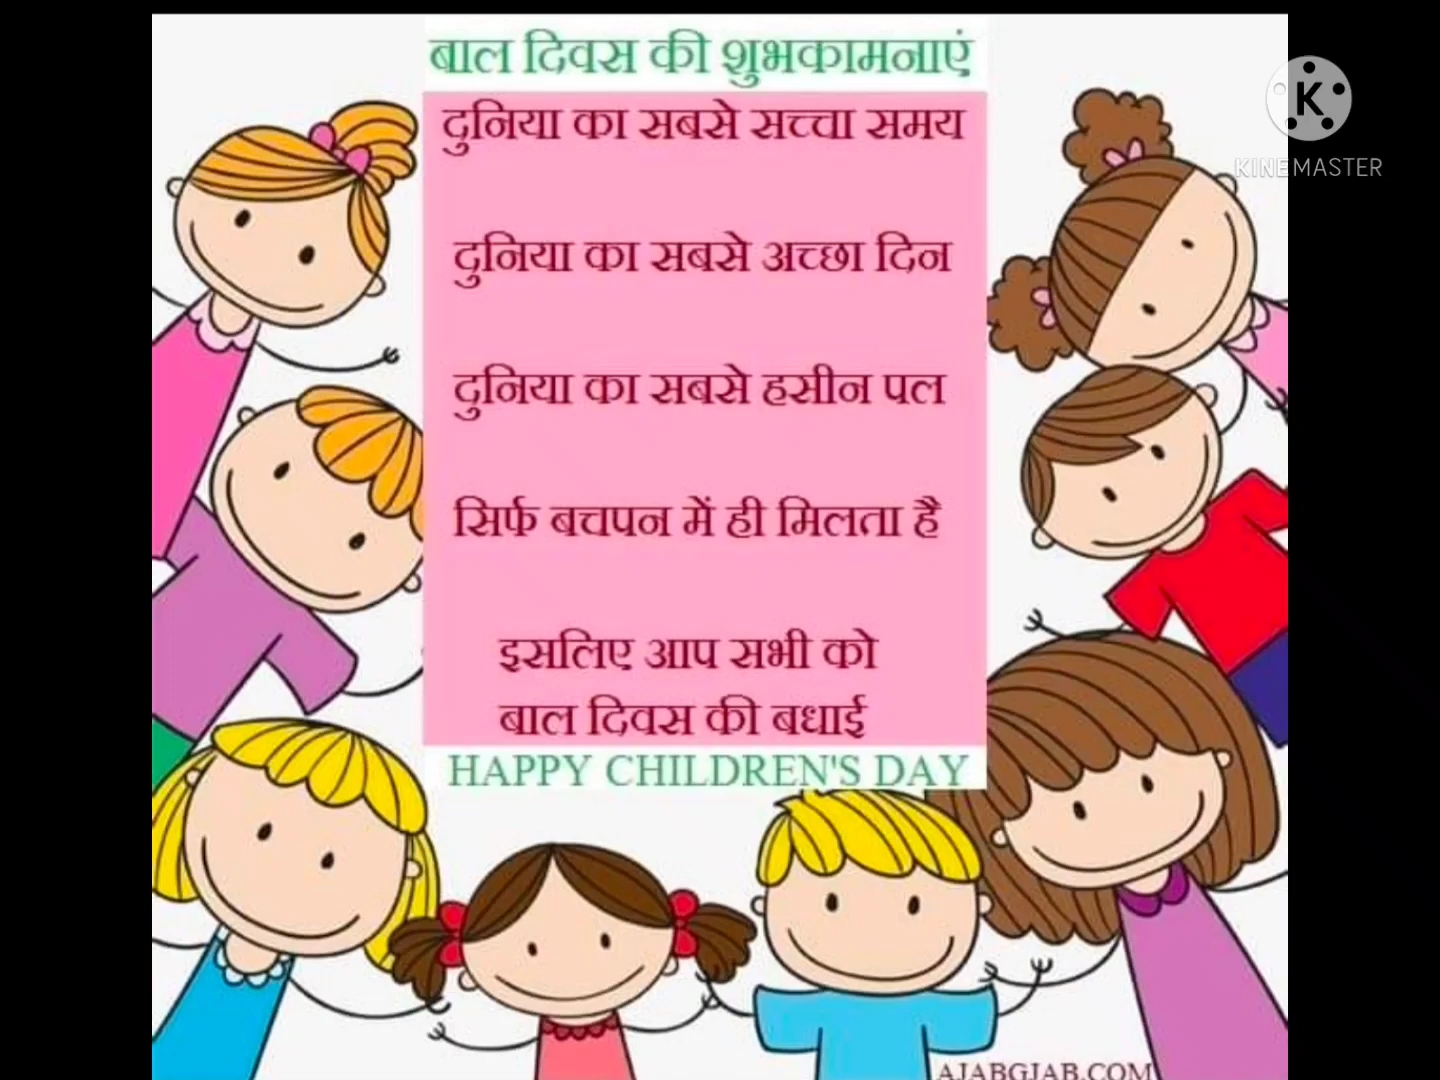 बाल दिवस की शुभकामनाएं
दुनिया का सबसे सच्चा समय
दुनिया का सबसे अच्छा दिन
दुनिया का सबसे हसीन पल
सिर्फ बचपन में ही मिलता है
इसलिए आप सभी को
बाल दिवस की बधाई
HAPPY CHILDREN'S DAY
K
KINEMASTER
AJABGJAB.COM